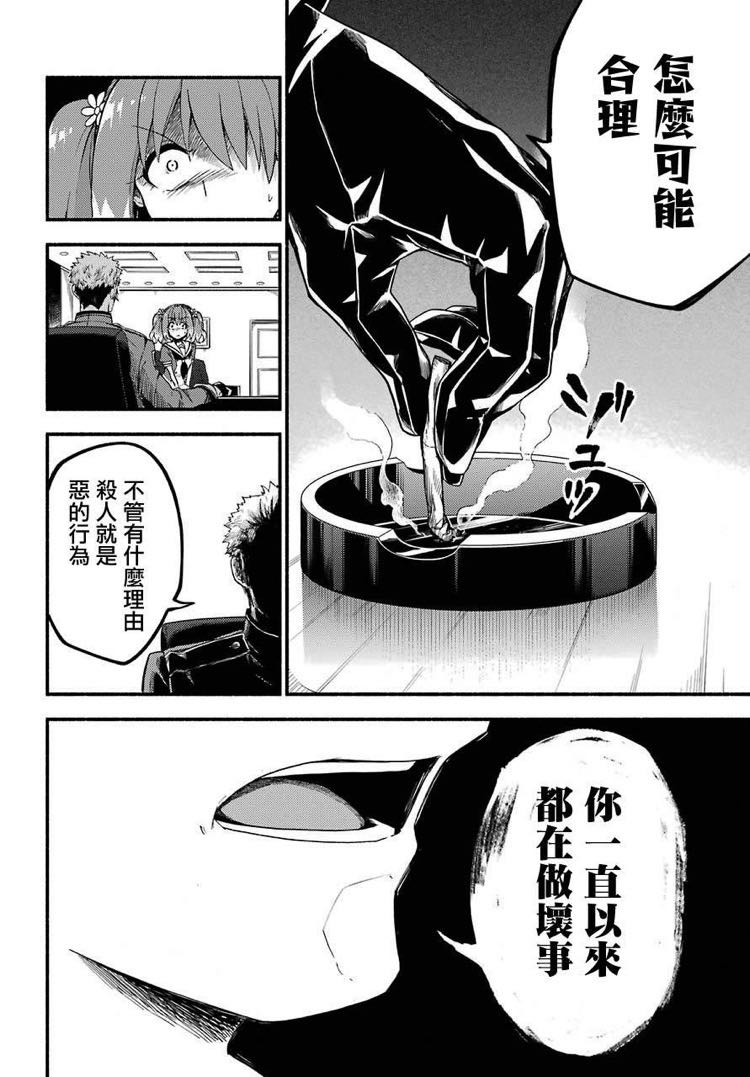 怎麼可能
合理
ギュッ
不管有什麼理由
殺人就是
惡的行為
你一直以來
都在做壞事